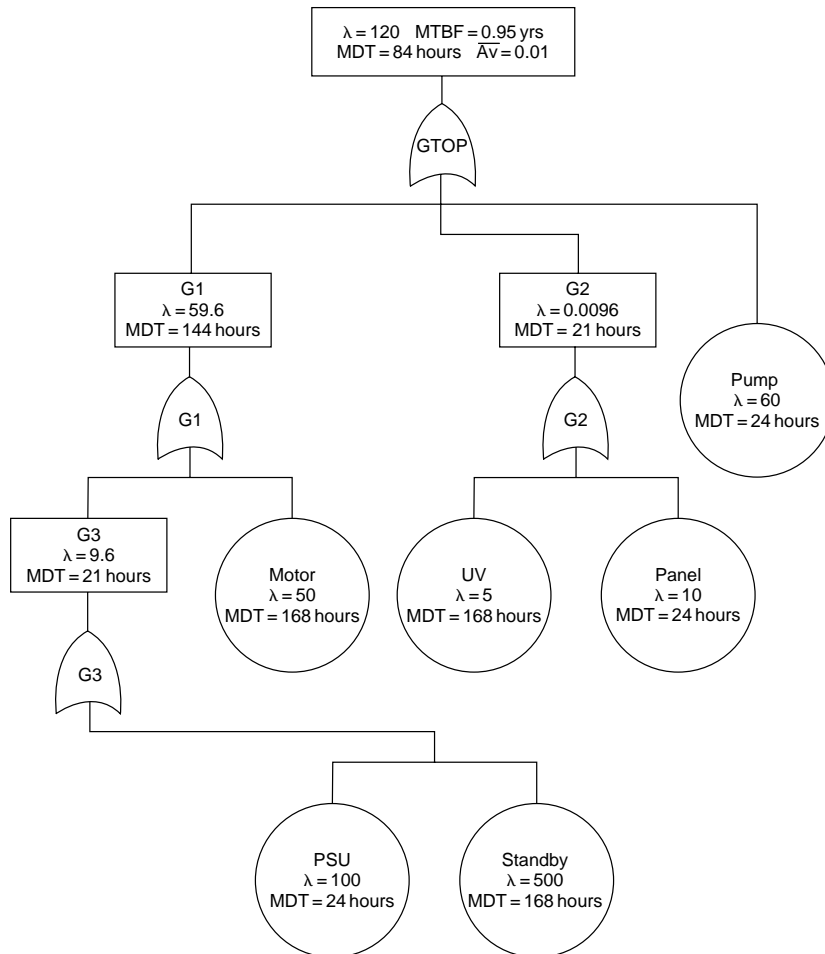 λ = 120 MTBF = 0.95 yrs
MDT = 84 hours A̅v̅ = 0.01
GTOP
G1
λ = 59.6
MDT = 144 hours
G2
λ = 0.0096
MDT = 21 hours
Pump
λ = 60
MDT = 24 hours
G1
G2
G3
λ = 9.6
MDT = 21 hours
Motor
λ = 50
MDT = 168 hours
UV
λ = 5
MDT = 168 hours
Panel
λ = 10
MDT = 24 hours
G3
PSU
λ = 100
MDT = 24 hours
Standby
λ = 500
MDT = 168 hours